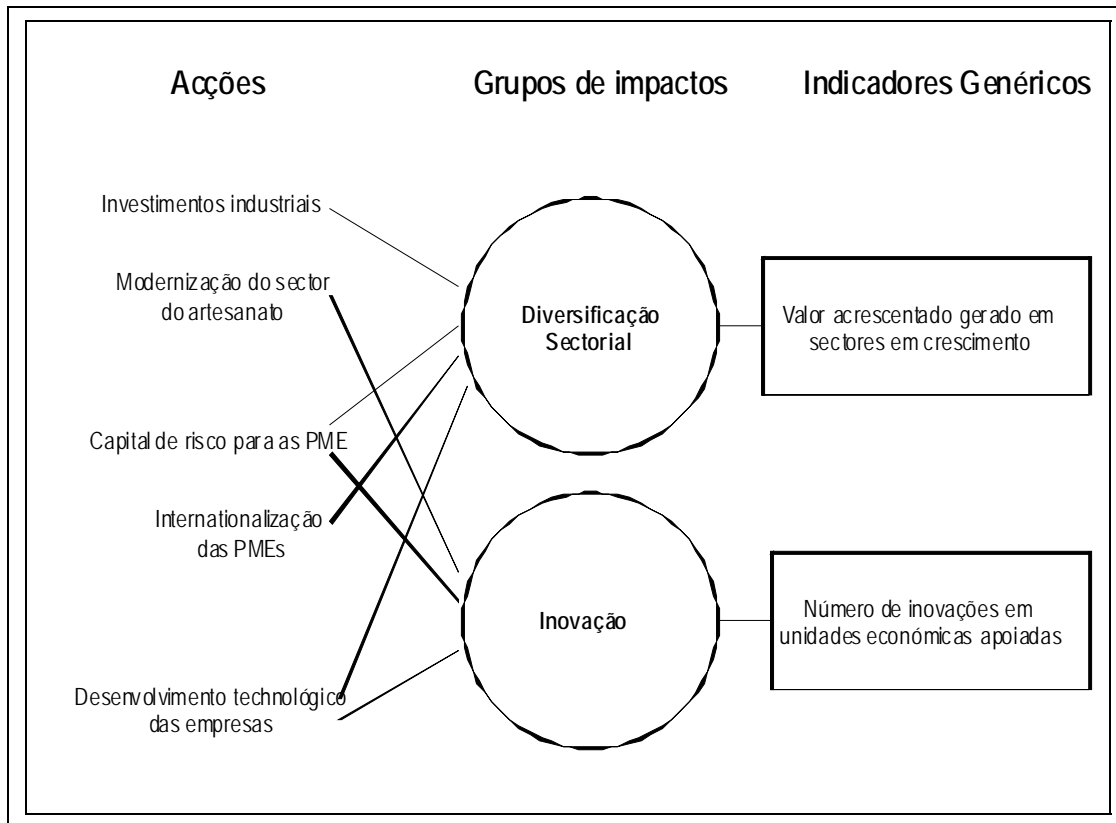 Acções
Grupos de impactos
Indicadores Genéricos
Investimentos industriais
Modernização do sector
do artesanato
Capital de risco para as PME
Internationalização
das PMEs
Desenvolvimento technológico
das empresas
Diversificação
Sectorial
Inovação
Valor acrescentado gerado em
sectores em crescimento
Número de inovações em
unidades económicas apoiadas